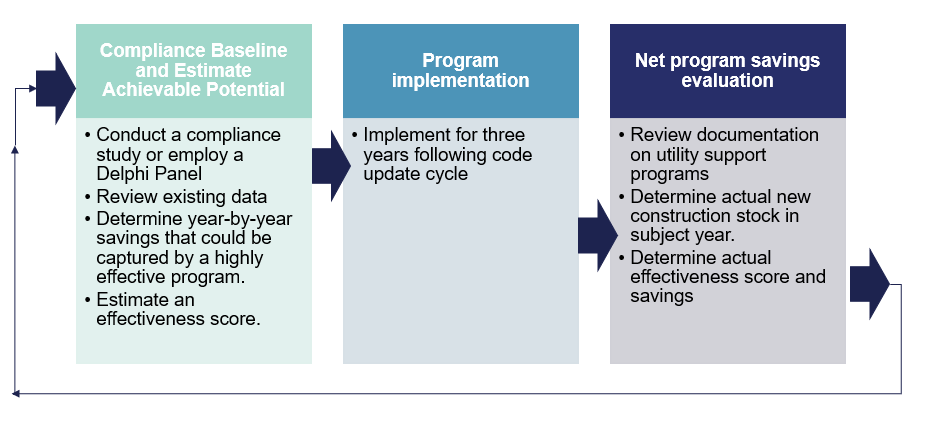 Compliance Baseline
and Estimate
Achievable Potential
• Conduct a compliance
study or employ a
Delphi Panel
• Review existing data
• Determine year-by-year
savings that could be
captured by a highly
effective program.
• Estimate an
effectiveness score.
Program
implementation
• Implement for three
years following code
update cycle
Net program savings
evaluation
• Review documentation
on utility support
programs
• Determine actual new
construction stock in
subject year.
• Determine actual
effectiveness score and
savings